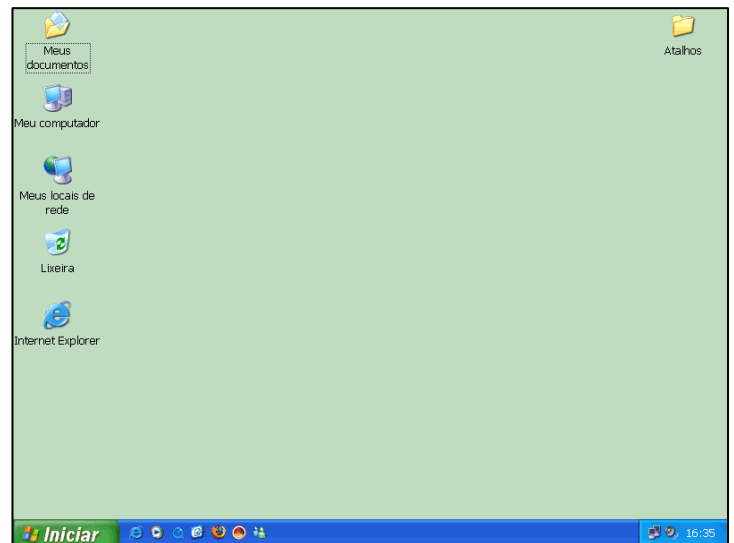 Meus
documentos
Atalhos
Meu computador
Meus locais de
rede
Lixeira
Internet Explorer
Iniciar
16:35